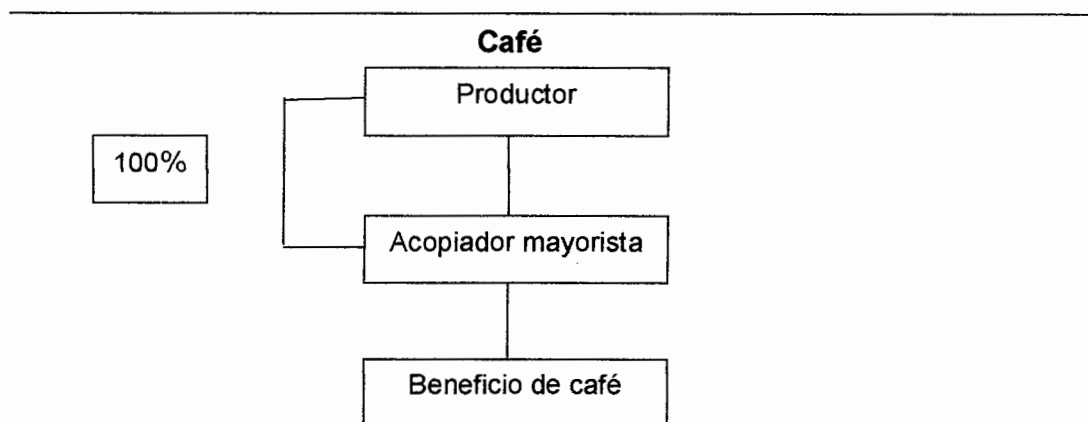 Café
Productor
100%
Acopiador mayorista
Beneficio de café